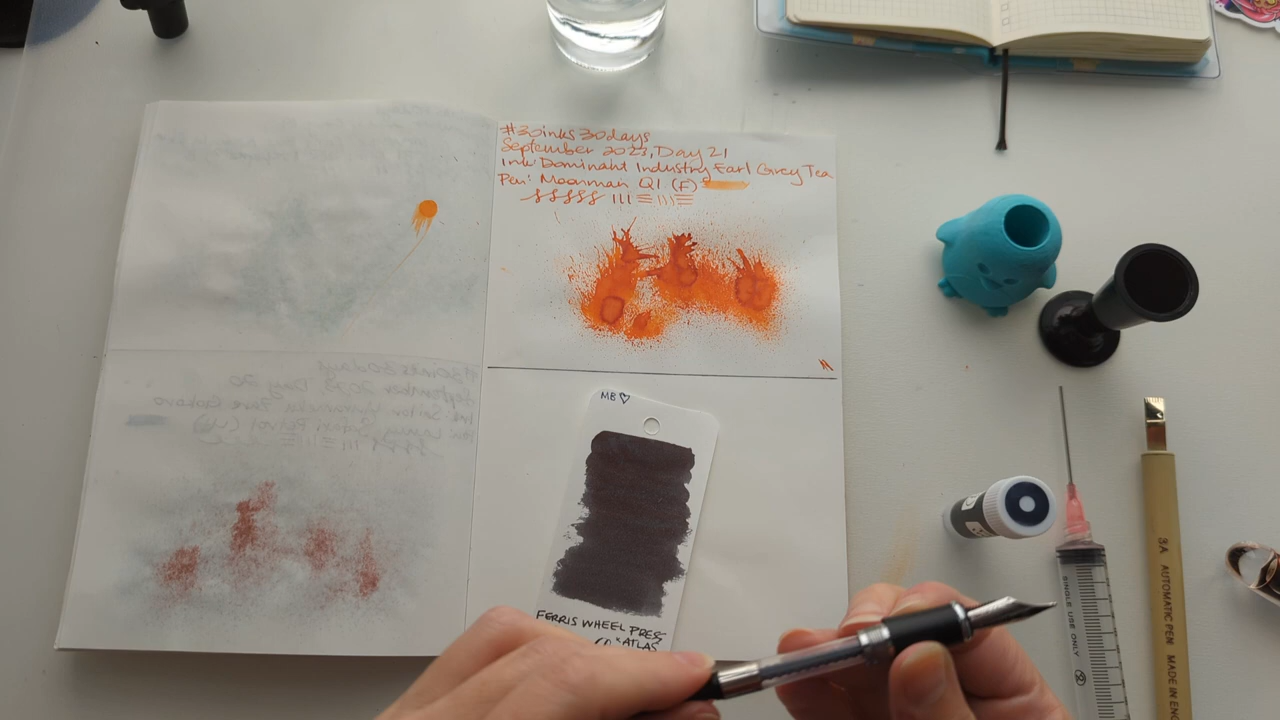 #30inks30days
September 2023, Day 21
Ink: Dominant Industry Earl Grey Tea
Pen: Moonman Q1 (F)
MB♡
FERRIS WHEEL PRESS
ATLAS
SINGLE USE ONLY
3A AUTOMATIC PEN MADE IN ENG